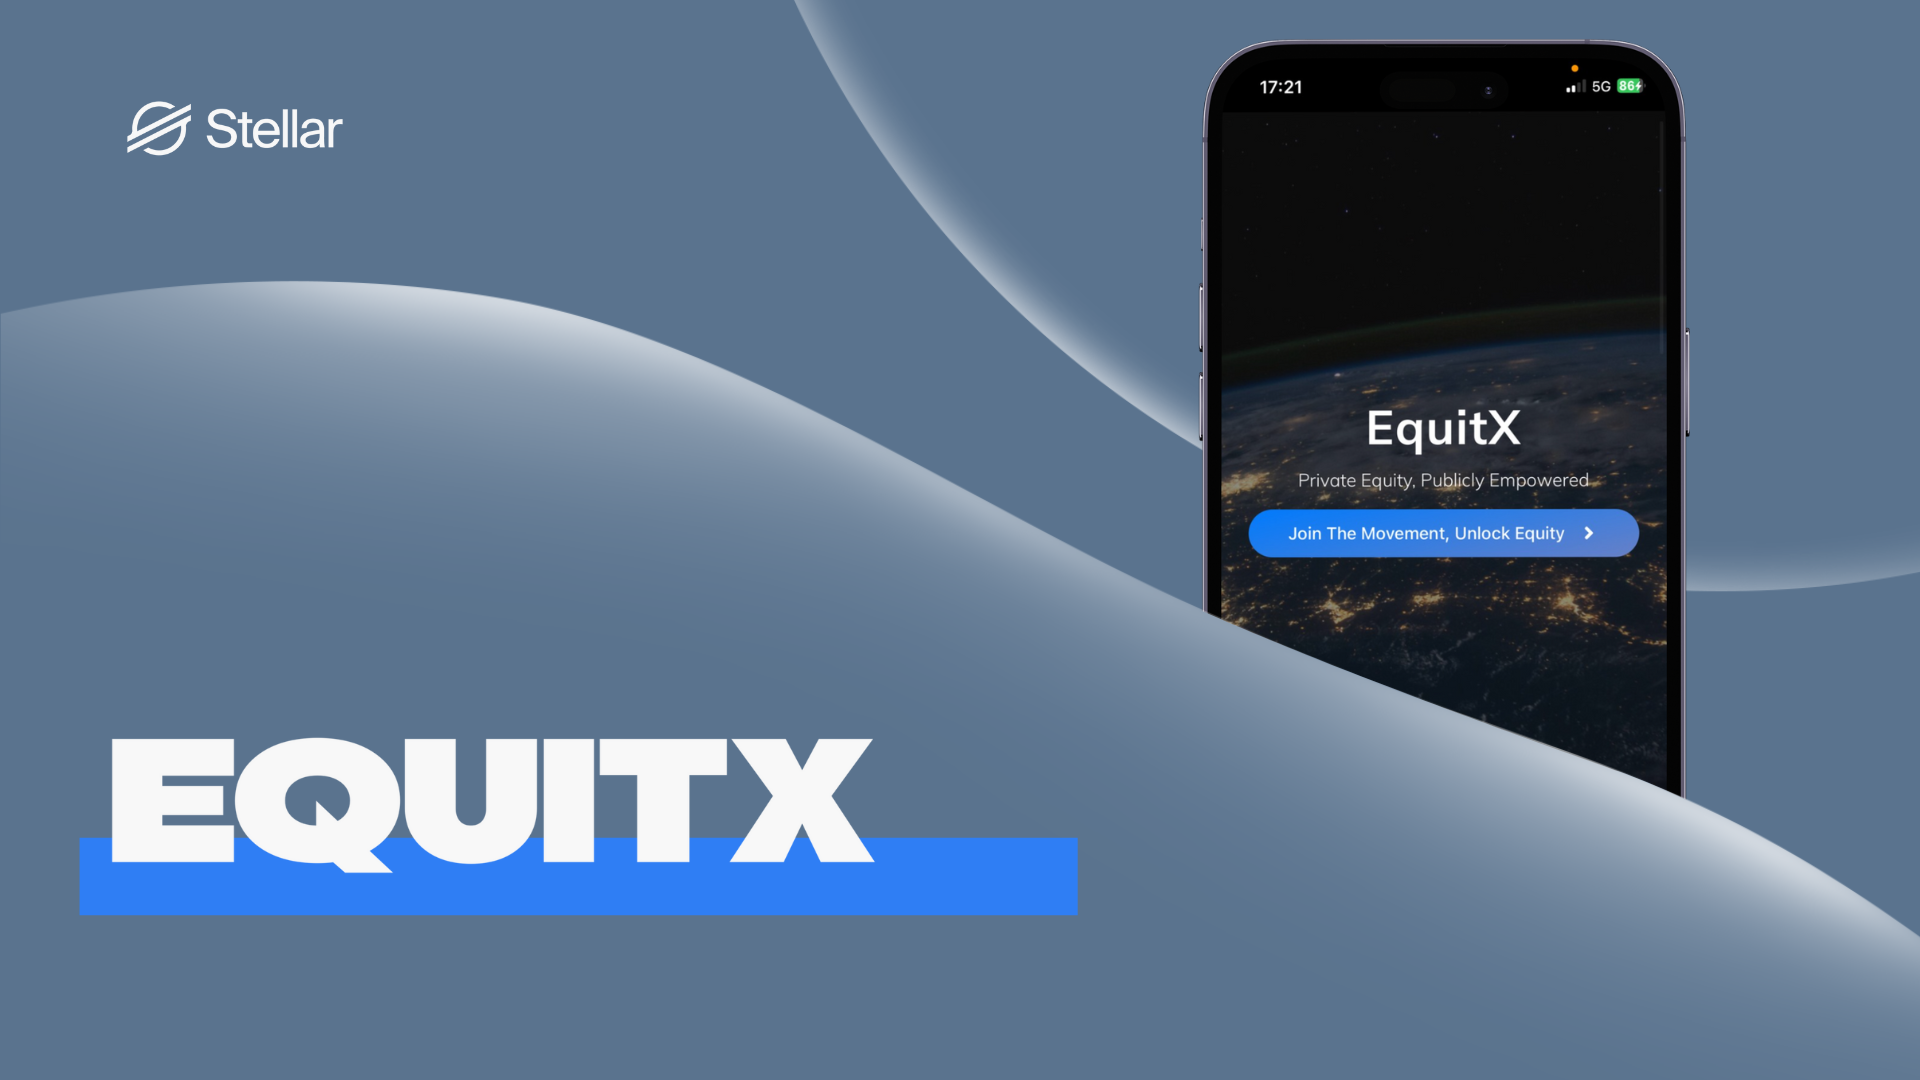 Stellar
17:21
5G 86
EquitX
Private Equity, Publicly Empowered
Join The Movement, Unlock Equity
EQUITX